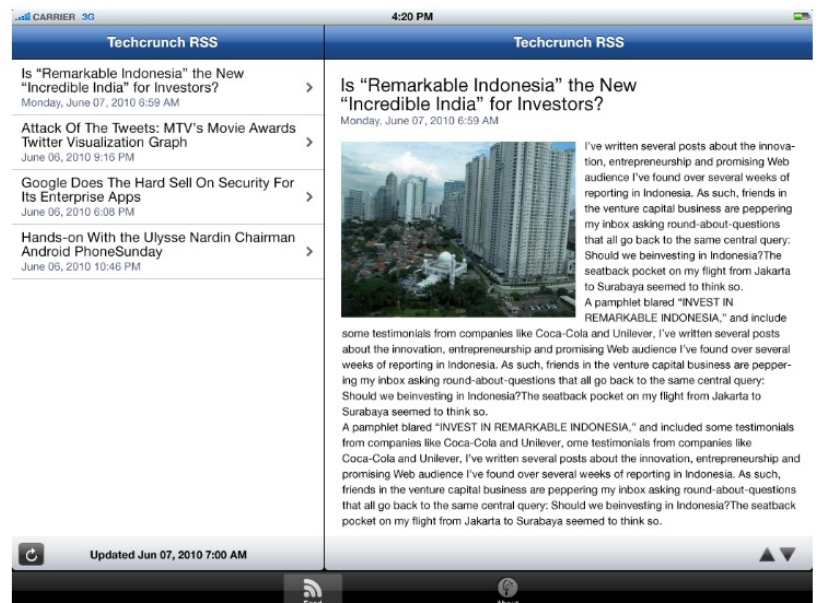 CARRIER 3G
4:20 PM
Techcrunch RSS
Is “Remarkable Indonesia” the New
“Incredible India” for Investors?
Monday, June 07, 2010 6:59 AM
Attack Of The Tweets: MTV’s Movie Awards
Twitter Visualization Graph
June 06, 2010 9:16 PM
Google Does The Hard Sell On Security For
Its Enterprise Apps
June 06, 2010 6:08 PM
Hands-on With the Ulysse Nardin Chairman
Android PhoneSunday
June 06, 2010 10:46 PM
Updated Jun 07, 2010 7:00 AM
Techcrunch RSS
Is “Remarkable Indonesia” the New
“Incredible India” for Investors?
Monday, June 07, 2010 6:59 AM
I’ve written several posts about the innova-
tion, entrepreneurship and promising Web
audience I’ve found over several weeks of
reporting in Indonesia. As such, friends in
the venture capital business are peppering
my inbox asking round-about-questions
that all go back to the same central query:
Should we beinvesting in Indonesia?The
seatback pocket on my flight from Jakarta
to Surabaya seemed to think so.
A pamphlet blared “INVEST IN
REMARKABLE INDONESIA,” and include
some testimonials from companies like Coca-Cola and Unilever, I’ve written several posts
about the innovation, entrepreneurship and promising Web audience I’ve found over several
weeks of reporting in Indonesia. As such, friends in the venture capital business are pepper-
ing my inbox asking round-about-questions that all go back to the same central query:
Should we beinvesting in Indonesia?The seatback pocket on my flight from Jakarta to
Surabaya seemed to think so.
A pamphlet blared “INVEST IN REMARKABLE INDONESIA,” and included some testimonials
from companies like Coca-Cola and Unilever, ome testimonials from companies like
Coca-Cola and Unilever, I’ve written several posts about the innovation, entrepreneurship and
promising Web audience I’ve found over several weeks of reporting in Indonesia. As such,
friends in the venture capital business are peppering my inbox asking round-about-questions
that all go back to the same central query: Should we beinvesting in Indonesia?The seatback
pocket on my flight from Jakarta to Surabaya seemed to think so.
Feed
About